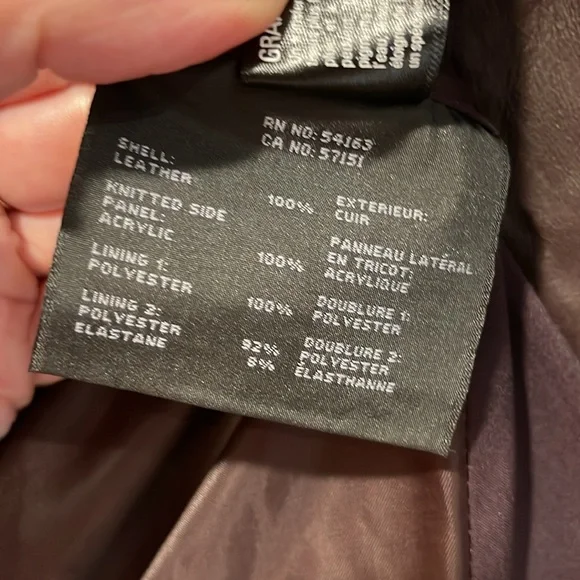 RN NO: 54163
CA NO: 57151
SHELL:
LEATHER 100% EXTERIEUR:
CUIR
KNITTED SIDE
PANEL:
ACRYLIC 100% PANNEAU LATÉRAL
EN TRICOT:
ACRYLIQUE
LINING 1:
POLYESTER 100% DOUBLURE 1:
POLYESTER
LINING 2:
POLYESTER 92% DOUBLURE 2:
POLYESTER
ELASTANE 8% ÉLASTHANNE